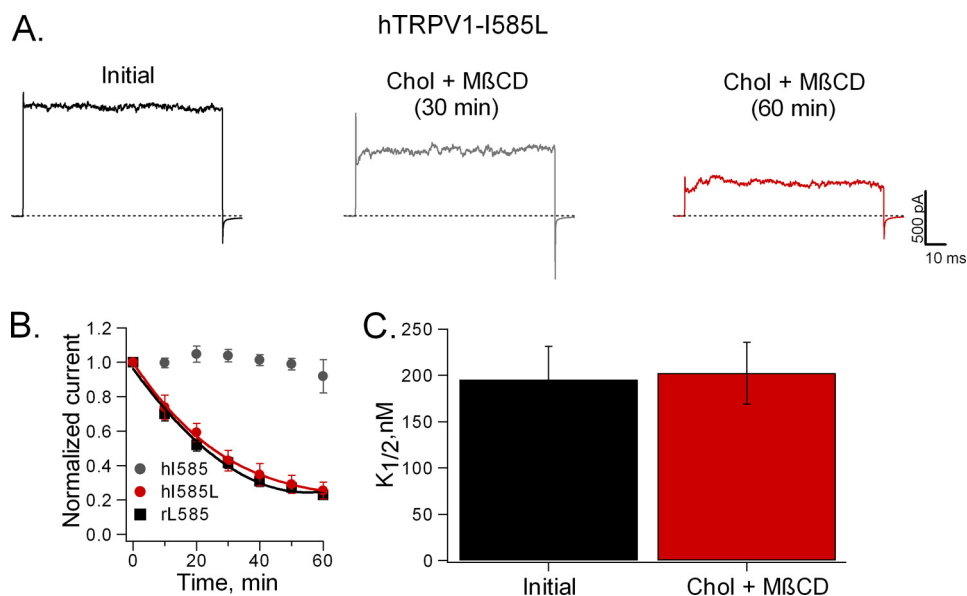 A.
hTRPV1-I585L
Initial
Chol + MßCD
(30 min)
Chol + MßCD
(60 min)
500 pA
10 ms
B.
Normalized current
1.2
1.0
0.8
0.6
0.4
0.2
0.0
hI585
hI585L
rL585
0
20
40
60
Time, min
C.
K1/2,nM
250
200
150
100
50
0
Initial
Chol + MßCD